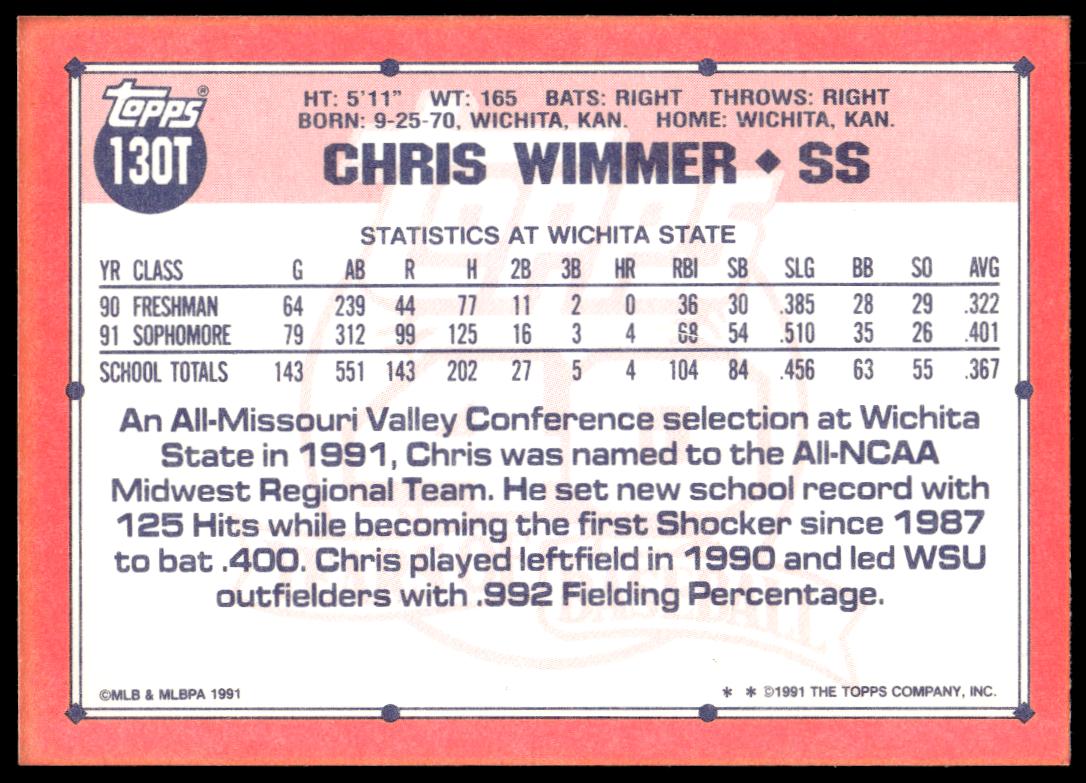 Topps®
130T
HT: 5'11" WT: 165 BATS: RIGHT THROWS: RIGHT
BORN: 9-25-70, WICHITA, KAN. HOME: WICHITA, KAN.
CHRIS WIMMER ◆ SS
STATISTICS AT WICHITA STATE
YR CLASS G AB R H 2B 3B HR RBI SB SLG BB SO AVG
90 FRESHMAN 64 239 44 77 11 2 0 36 30 .385 28 29 .322
91 SOPHOMORE 79 312 99 125 16 3 4 68 54 .510 35 26 .401
SCHOOL TOTALS 143 551 143 202 27 5 4 104 84 .456 63 55 .367
An All-Missouri Valley Conference selection at Wichita
State in 1991, Chris was named to the All-NCAA
Midwest Regional Team. He set new school record with
125 Hits while becoming the first Shocker since 1987
to bat .400. Chris played leftfield in 1990 and led WSU
outfielders with .992 Fielding Percentage.
©MLB & MLBPA 1991
* * ©1991 THE TOPPS COMPANY, INC.